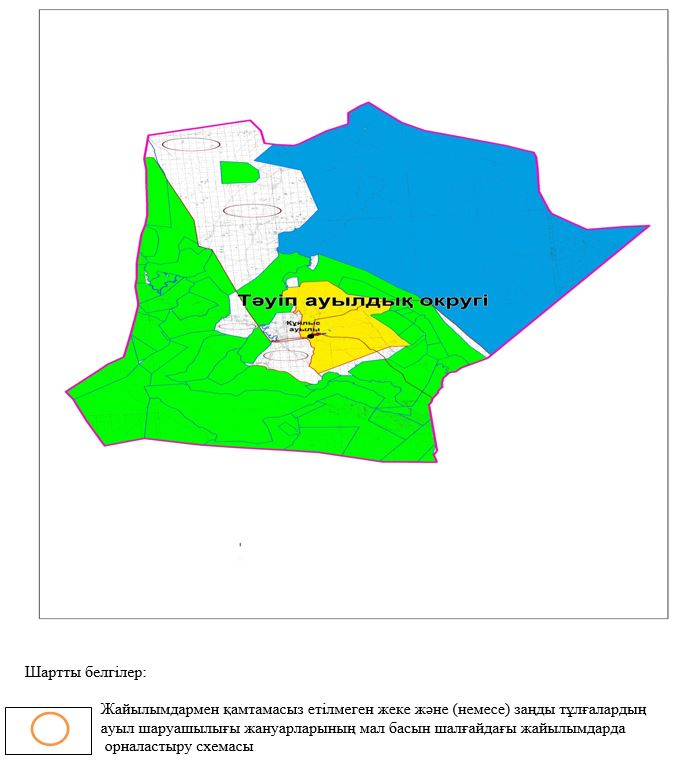 Тәуіп ауылдық округі
Құйлыс
ауылы
Шартты белгілер:
Жайылымдармен қамтамасыз етілмеген жеке және (немесе) заңды тұлғалардың
ауыл шаруашылығы жануарларының мал басын шалғайдағы жайылымдарда
орналастыру схемасы